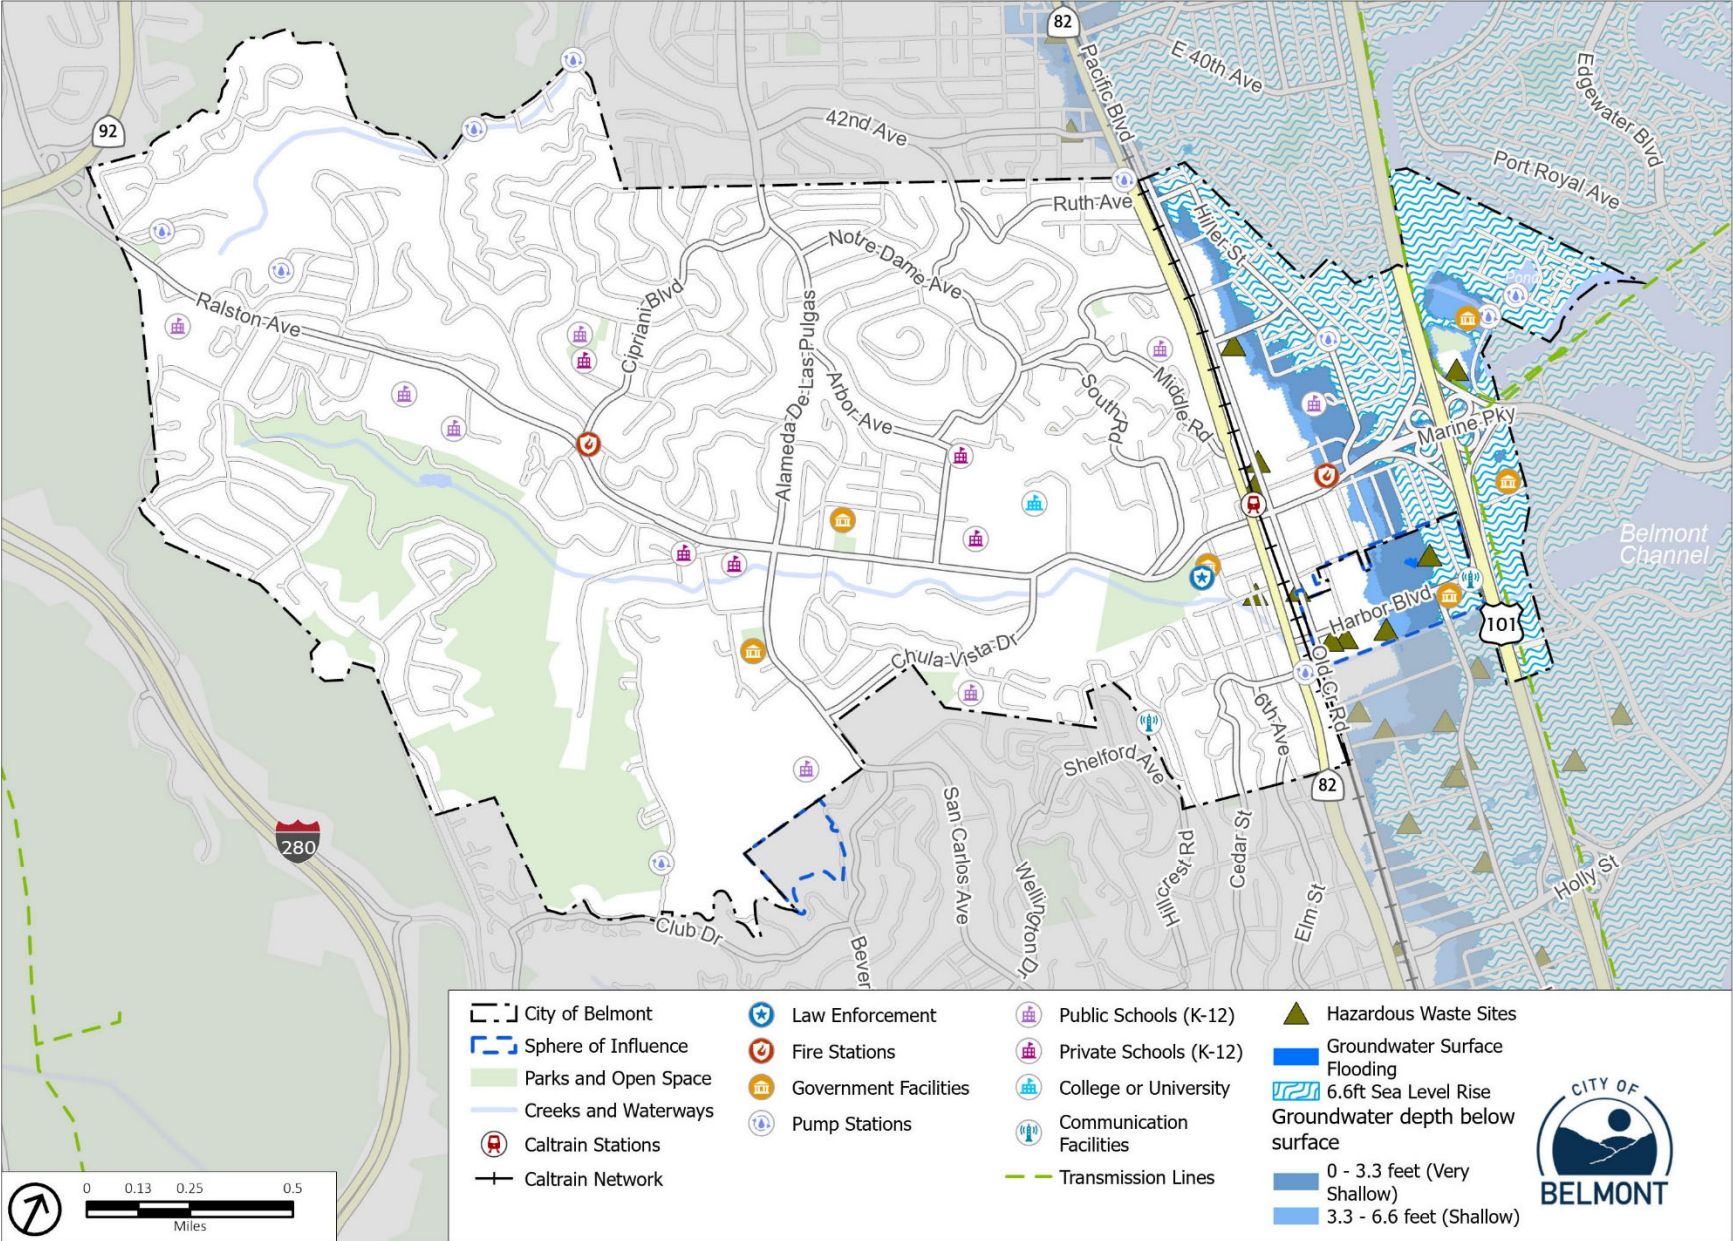 82
E 40th Ave
Edgewater Blvd
Pacific Blvd
92
42nd Ave
Port Royal Ave
Ruth Ave
Hiller St
Notre Dame Ave
Pond
Ralston Ave
Cipriani Blvd
Alameda De Las Pulgas
Arbor Ave
South Rd
Middle Rd
Marine Pky
Belmont
Channel
Harbor Blvd
101
Chula Vista Dr
Old Cr Rd
6th Ave
Shelford Ave
82
280
San Carlos Ave
Wellington Dr
Hillcrest Rd
Cedar St
Elm St
Holly St
Club Dr
Bever
City of Belmont
Sphere of Influence
Parks and Open Space
Creeks and Waterways
Caltrain Stations
Caltrain Network
Law Enforcement
Fire Stations
Government Facilities
Pump Stations
Public Schools (K-12)
Private Schools (K-12)
College or University
Communication
Facilities
Transmission Lines
Hazardous Waste Sites
Groundwater Surface
Flooding
6.6ft Sea Level Rise
Groundwater depth below
surface
0 - 3.3 feet (Very
Shallow)
3.3 - 6.6 feet (Shallow)
CITY OF
BELMONT
0 0.13 0.25 0.5
Miles